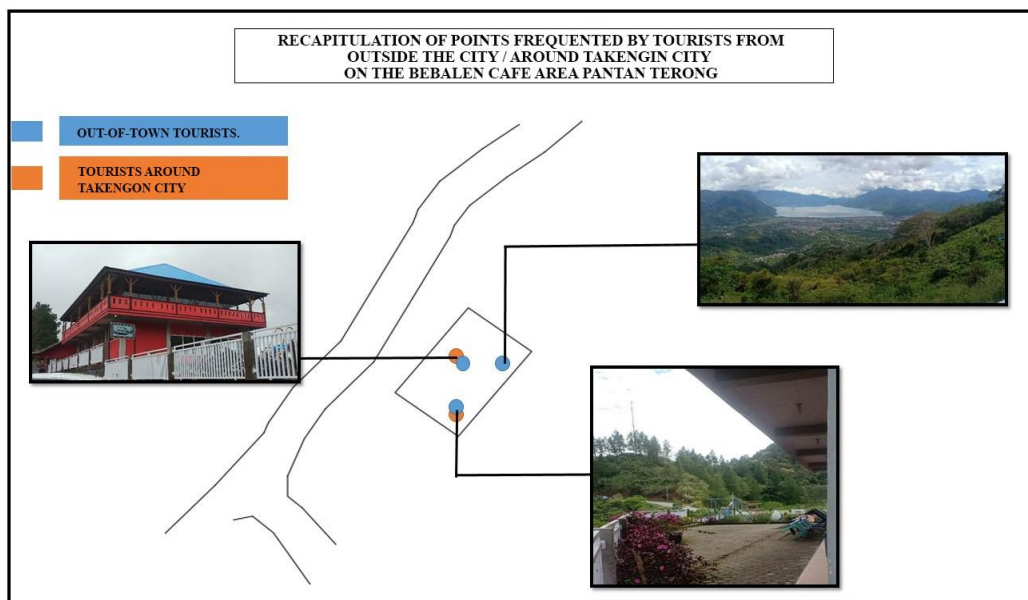 RECAPITULATION OF POINTS FREQUENTED BY TOURISTS FROM
OUTSIDE THE CITY / AROUND TAKENGIN CITY
ON THE BEBALEN CAFE AREA PANTAN TERONG
OUT-OF-TOWN TOURISTS.
TOURISTS AROUND
TAKENGON CITY